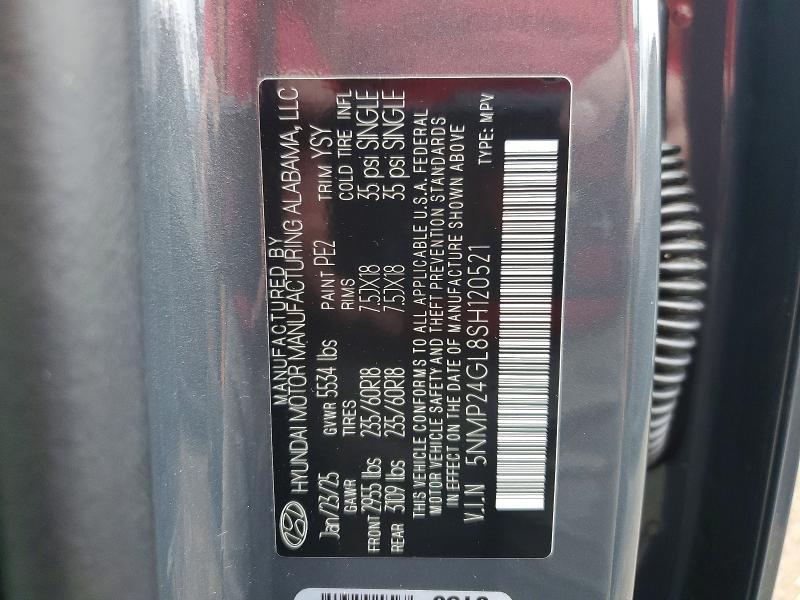 MANUFACTURED BY
HYUNDAI MOTOR MANUFACTURING ALABAMA, LLC
Jan/23/25 GVWR 5534 lbs PAINT PE2 TRIM YSY
GAWR TIRES RIMS COLD TIRE INFL
FRONT 2955 lbs 235/60R18 7.5JX18 35 psi SINGLE
REAR 3109 lbs 235/60R18 7.5JX18 35 psi SINGLE
THIS VEHICLE CONFORMS TO ALL APPLICABLE U.S.A. FEDERAL
MOTOR VEHICLE SAFETY AND THEFT PREVENTION STANDARDS
IN EFFECT ON THE DATE OF MANUFACTURE SHOWN ABOVE
V.I.N 5NMP24GL8SH120521 TYPE: MPV